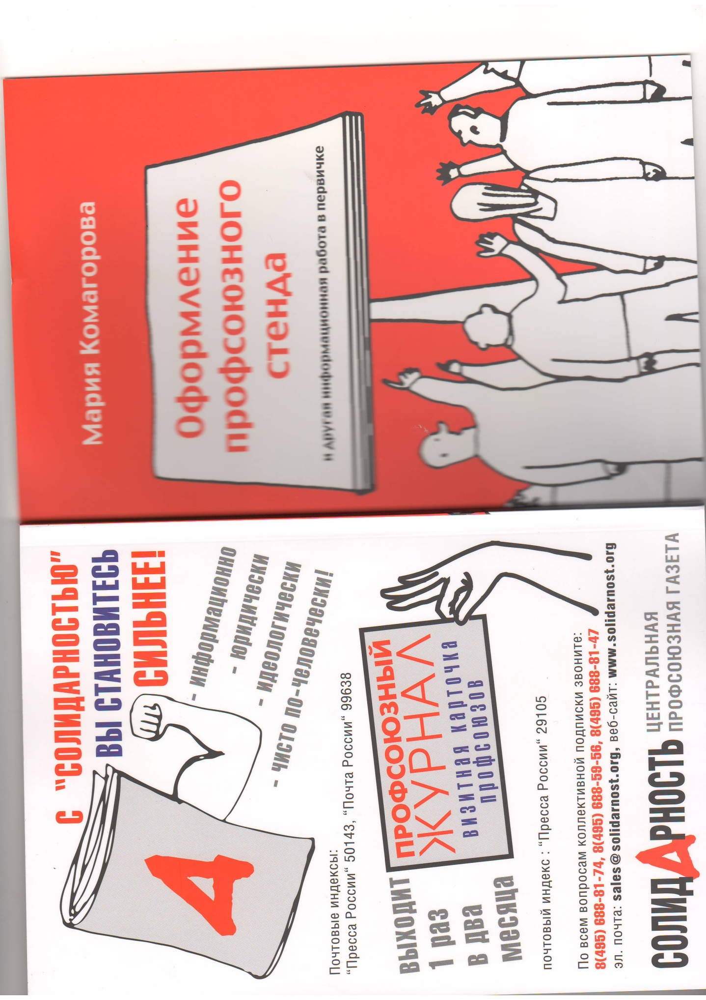 С “СОЛИДАРНОСТЬЮ”
ВЫ СТАНОВИТЕСЬ
СИЛЬНЕЕ!
- информационно
- юридически
- идеологически
- чисто по-человечески!
А
Почтовые индексы:
“Пресса России“ 50143, “Почта России“ 99638
ВЫХОДИТ
1 раз
в два
месяца
ПРОФСОЮЗНЫЙ
ЖУРНАЛ
визитная карточка
профсоюзов
почтовый индекс : “Пресса России“ 29105
По всем вопросам коллективной подписки звоните:
8(495) 688-81-74, 8(495) 688-59-56, 8(495) 688-81-47
эл. почта: sales@solidarnost.org, веб-сайт: www.solidarnost.org
СОЛИДАРНОСТЬ
ЦЕНТРАЛЬНАЯ
ПРОФСОЮЗНАЯ ГАЗЕТА
Мария Комагорова
Оформление
профсоюзного
стенда
и другая информационная работа в первичке